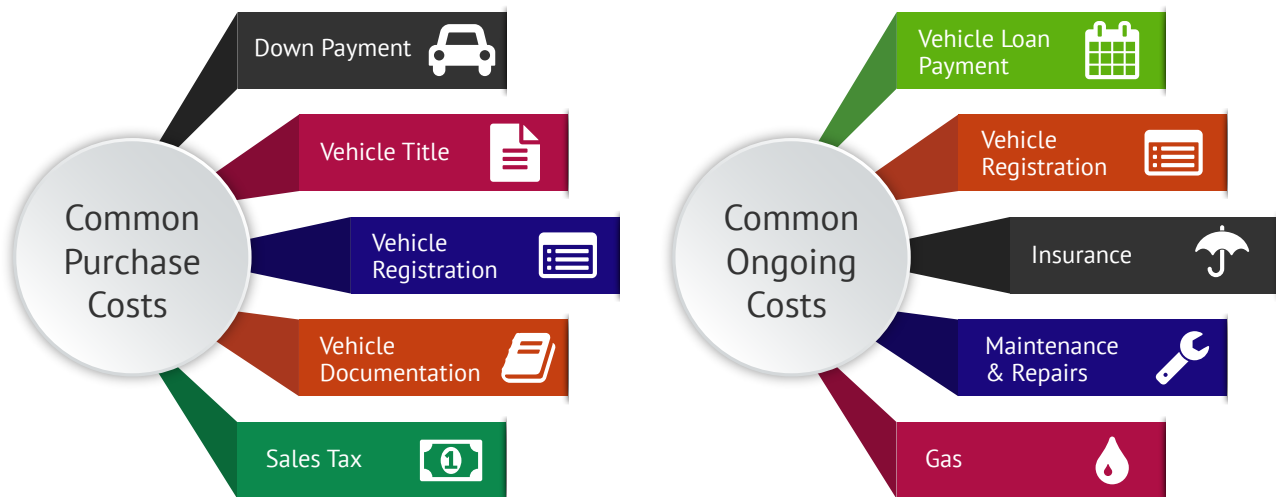 Common
Purchase
Costs
Down Payment
Vehicle Title
Vehicle
Registration
Vehicle
Documentation
Sales Tax
1
Common
Ongoing
Costs
Vehicle Loan
Payment
Vehicle
Registration
Insurance
Maintenance
& Repairs
Gas